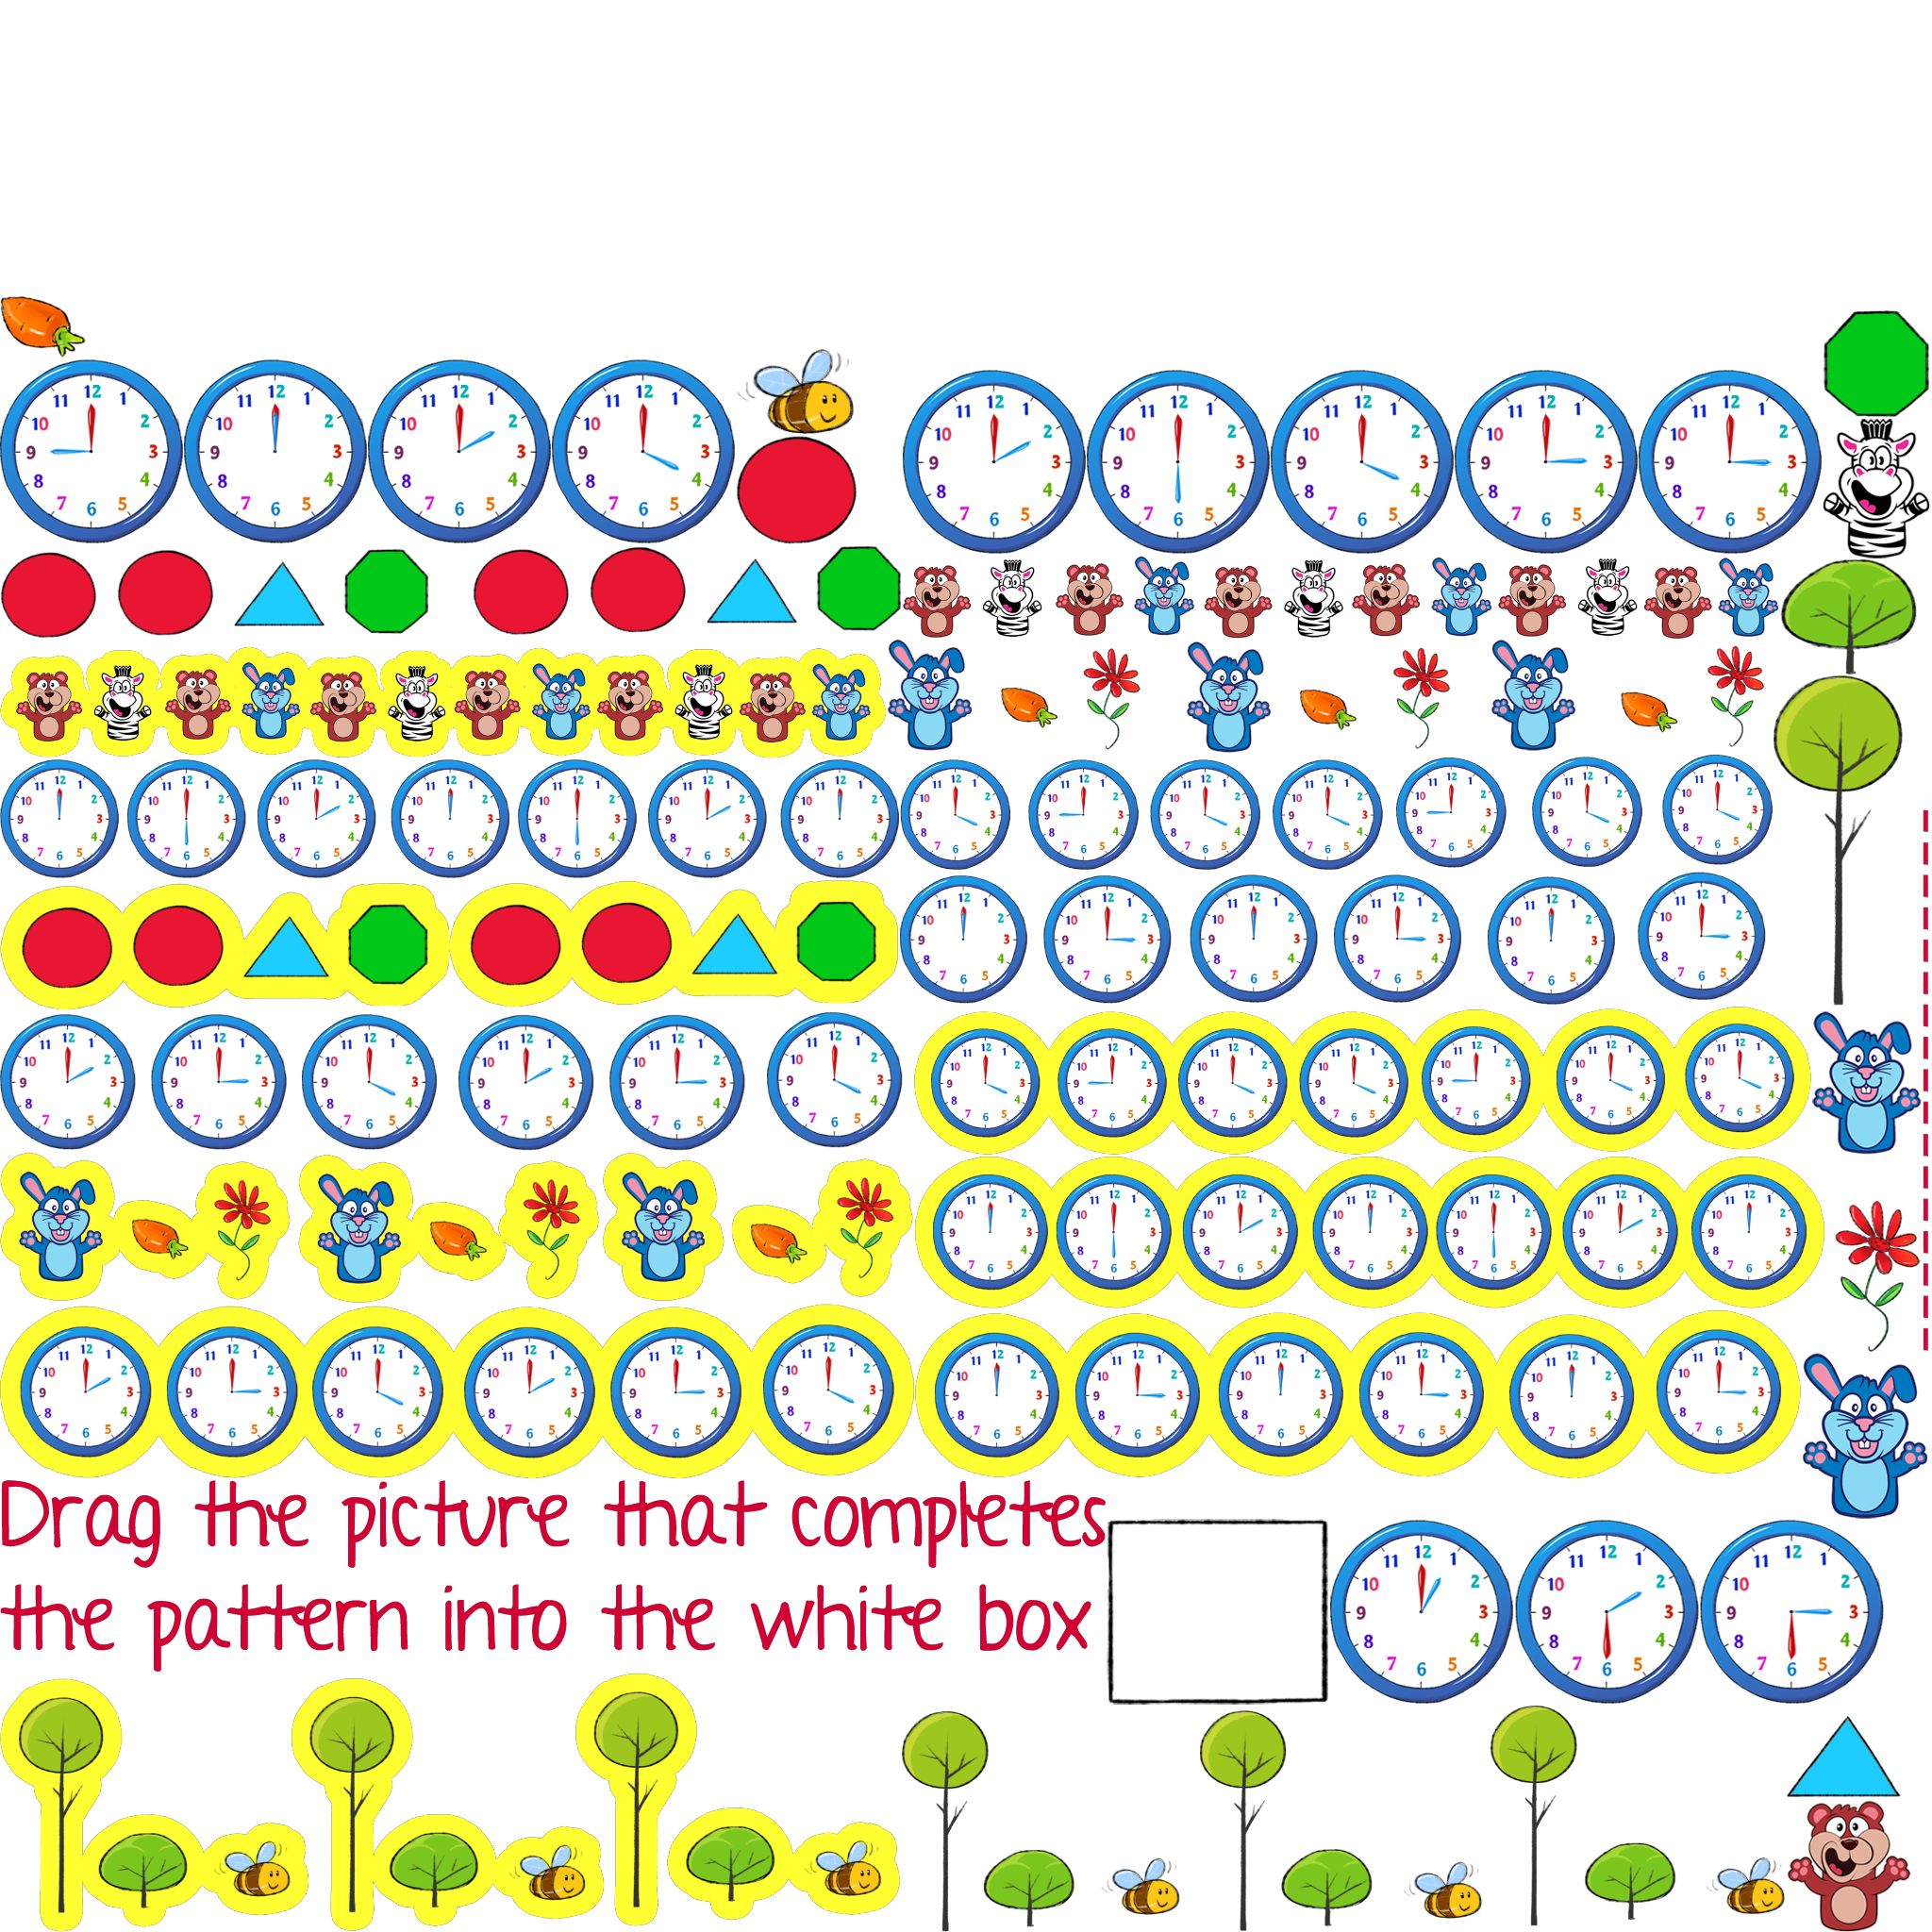 Drag the picture that completes
the pattern into the white box